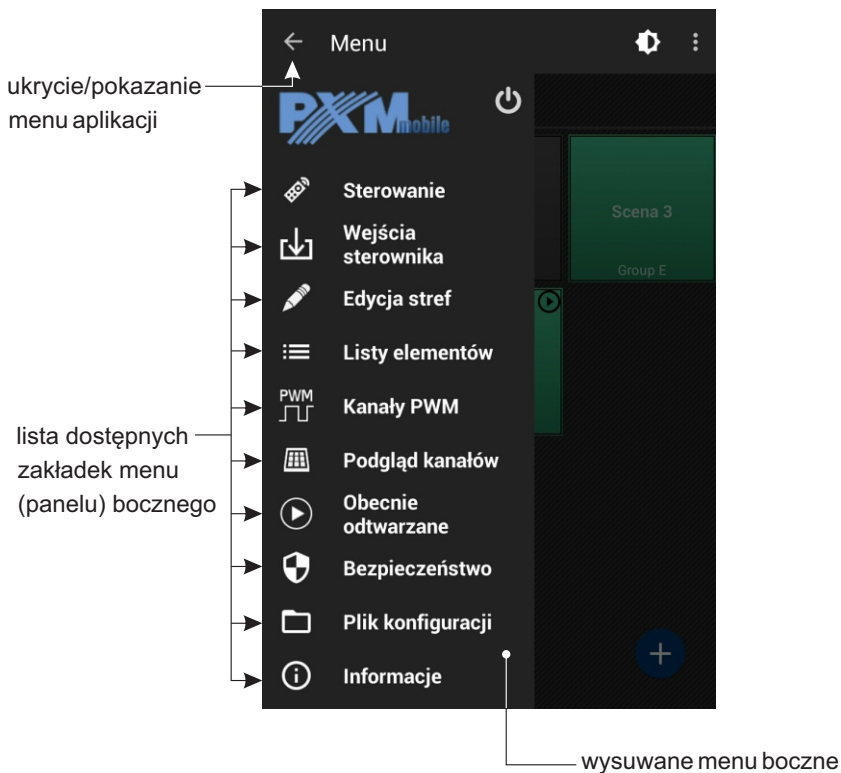 Menu
ukrycie/pokazanie
menu aplikacji
PXM mobile
Sterowanie
Scena 3
Group E
Wejścia
sterownika
Edycja stref
Listy elementów
PWM
Kanały PWM
lista dostępnych
zakładek menu
(panelu) bocznego
Podgląd kanałów
Obecnie
odtwarzane
Bezpieczeństwo
Plik konfiguracji
Informacje
wysuwane menu boczne